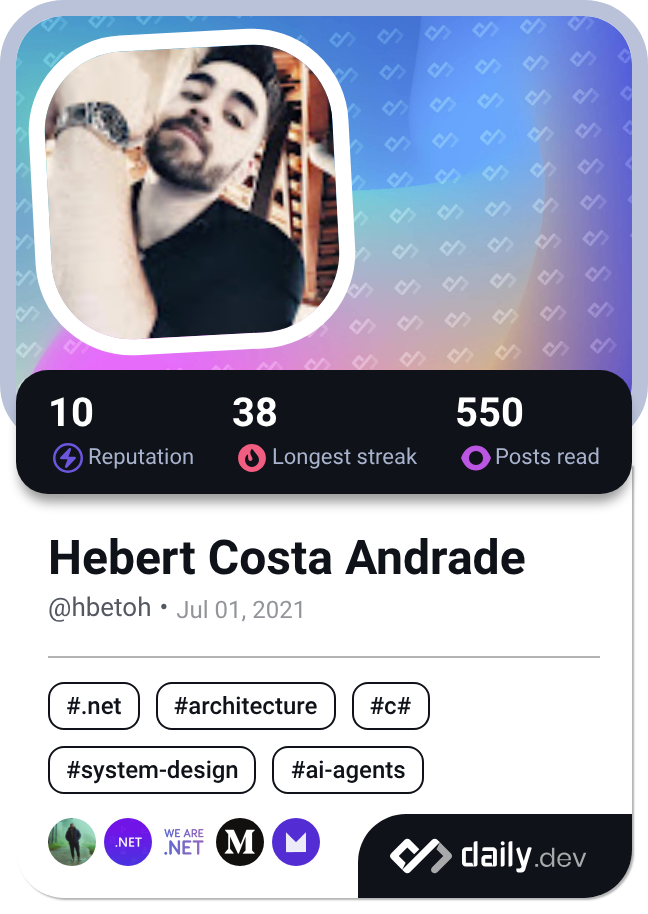 10 38 550
Reputation Longest streak Posts read
Hebert Costa Andrade
@hbetoh • Jul 01, 2021
#.net #architecture #c#
#system-design #ai-agents
.NET WE ARE .NET M
daily.dev